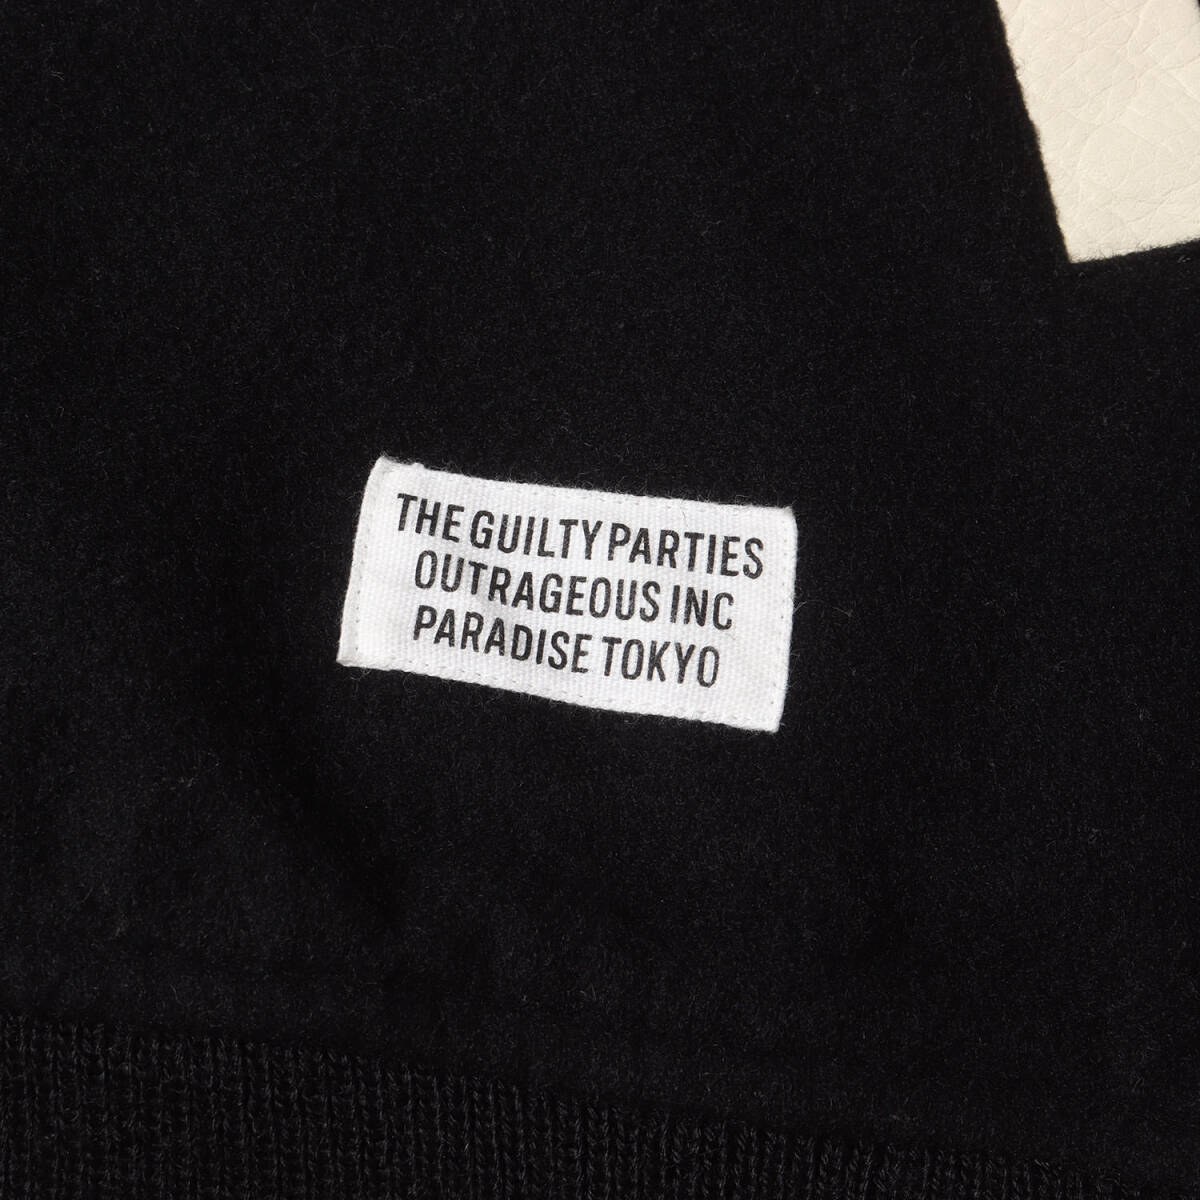 THE GUILTY PARTIES
OUTRAGEOUS INC
PARADISE TOKYO